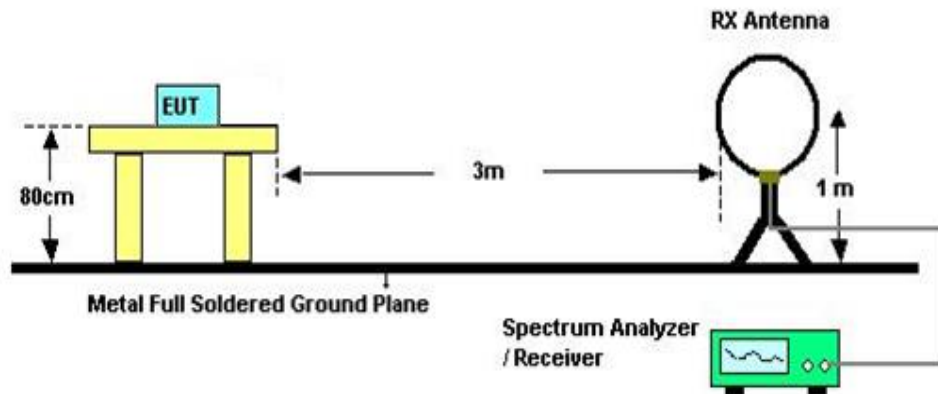 RX Antenna
EUT
3m
80cm
1 m
Metal Full Soldered Ground Plane
Spectrum Analyzer
/ Receiver